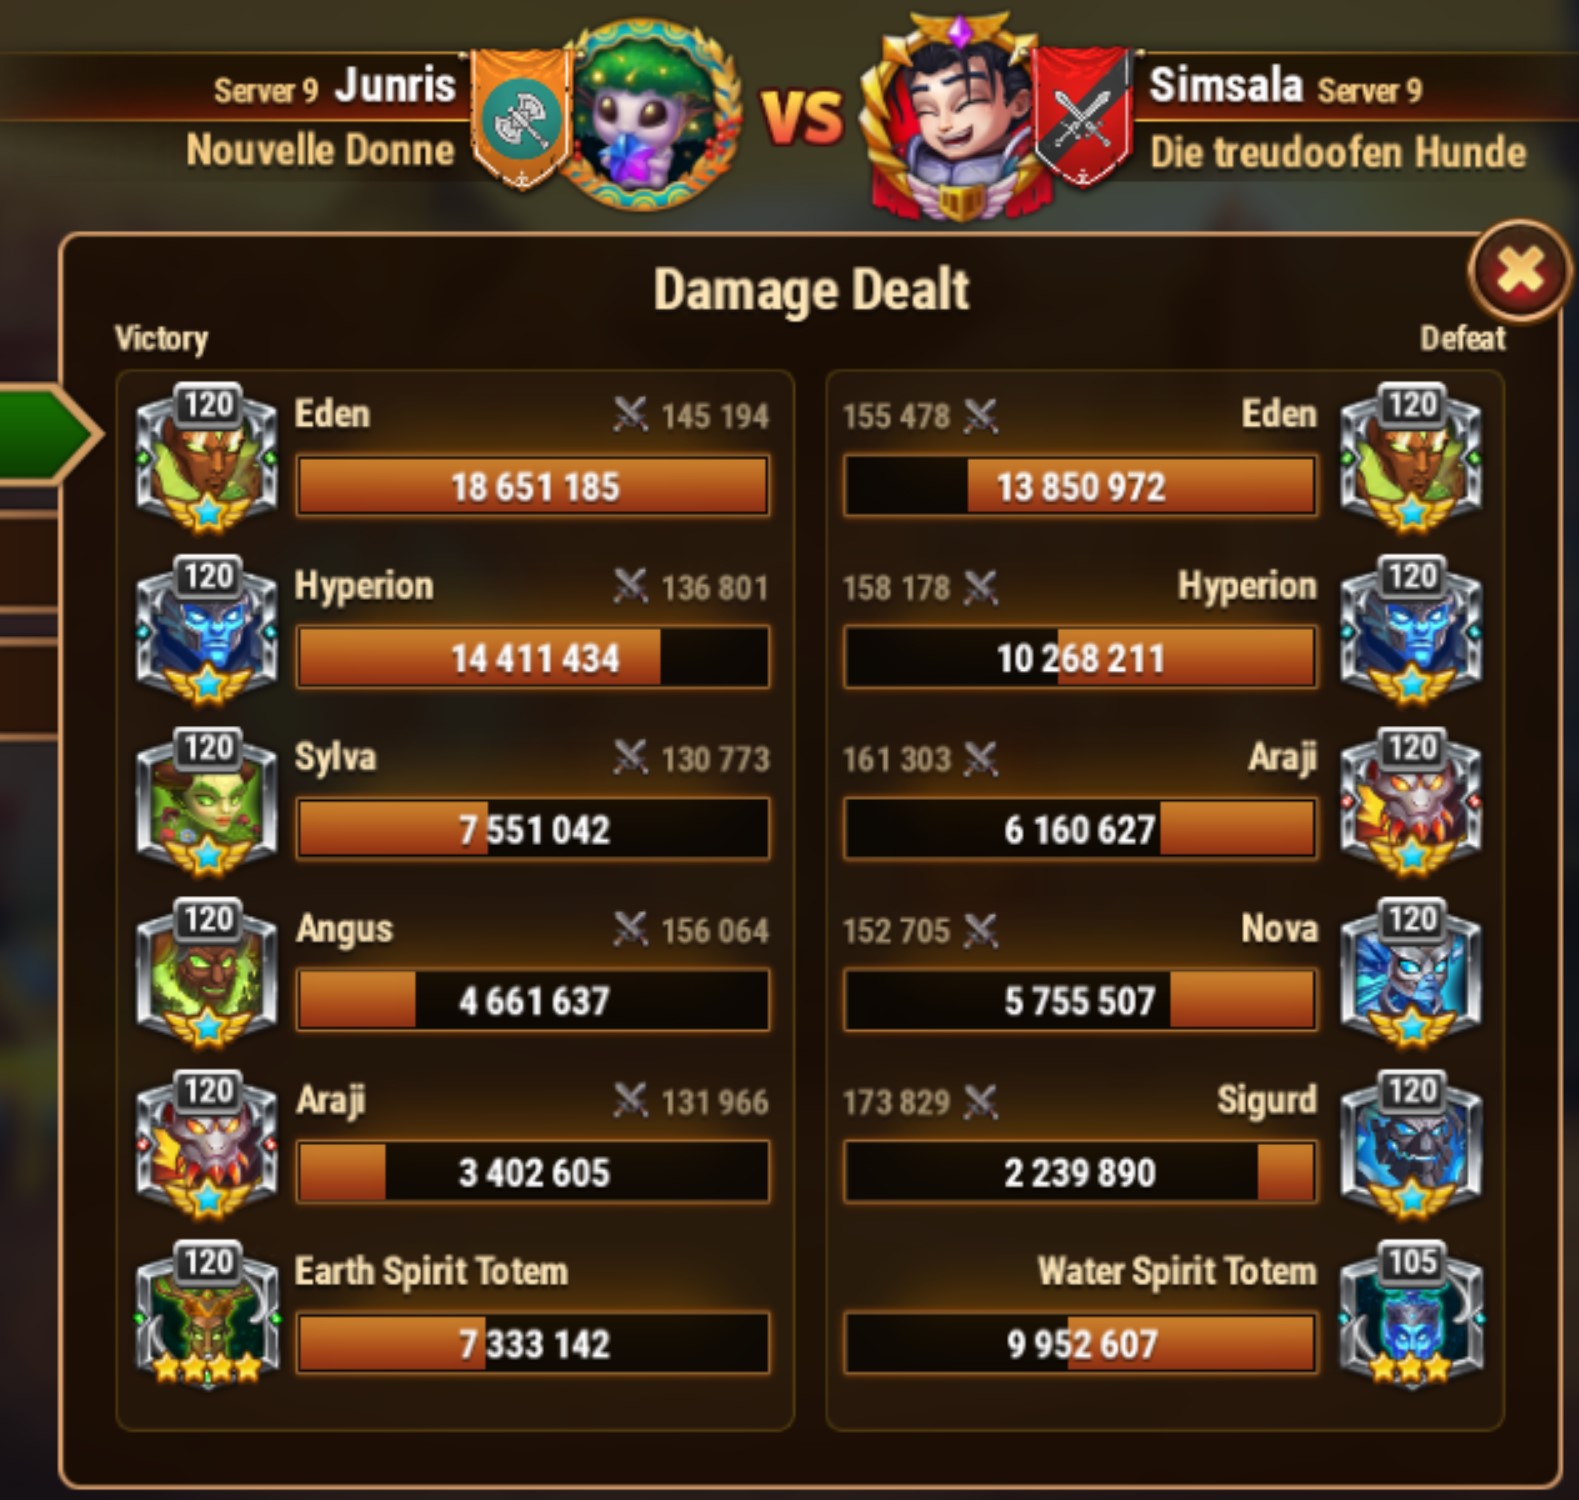 Server 9 Junris
Nouvelle Donne
VS
Simsala Server 9
Die treudoofen Hunde
Damage Dealt
Victory
Defeat
120
Eden
145 194
18 651 185
120
Hyperion
136 801
14 411 434
120
Sylva
130 773
7 551 042
120
Angus
156 064
4 661 637
120
Araji
131 966
3 402 605
120
Earth Spirit Totem
7 333 142
155 478
Eden
120
13 850 972
158 178
Hyperion
120
10 268 211
161 303
Araji
120
6 160 627
152 705
Nova
120
5 755 507
173 829
Sigurd
120
2 239 890
Water Spirit Totem
105
9 952 607